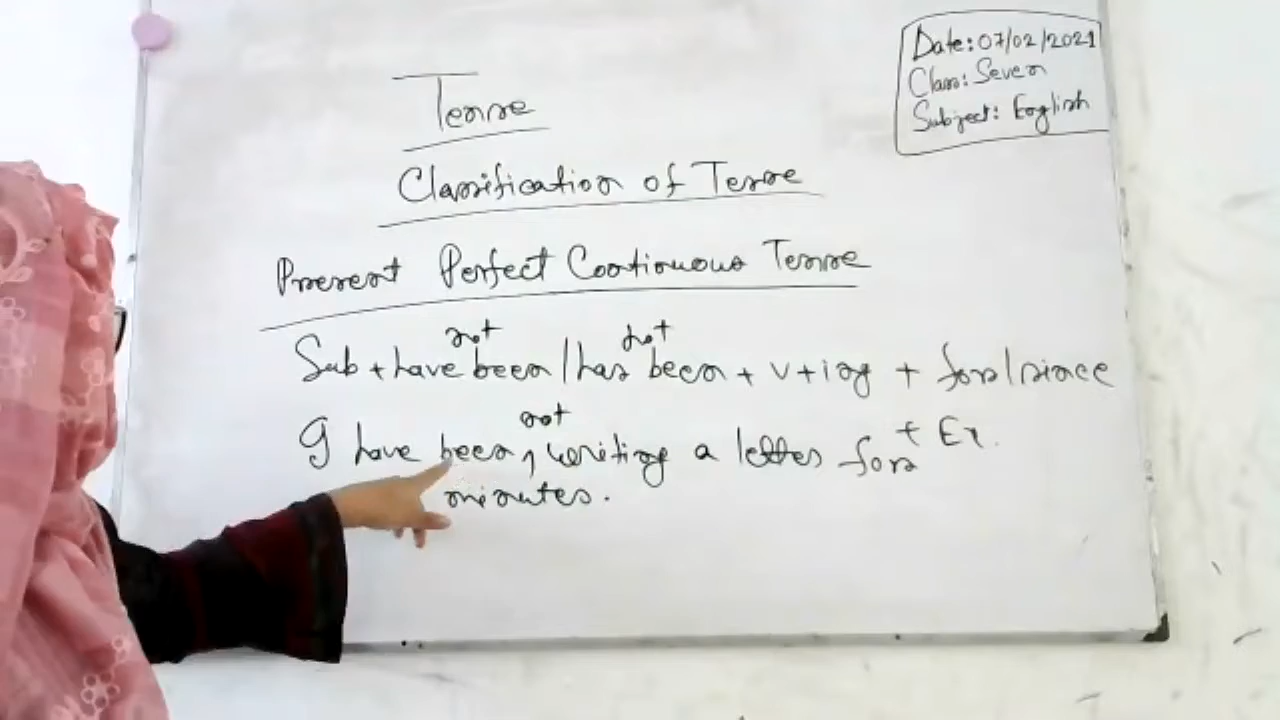 Date: 07/02/2021
Class: Seven
Subject: English
Tense
Classification of Tense
Present Perfect Continuous Tense
not not
Sub + have been / has been + v + ing + for/since
not + Ex.
I have been, writing a letter for
minutes.